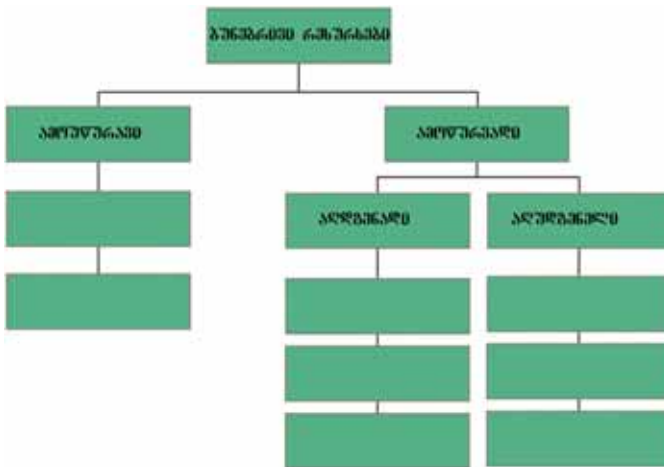 ბუნებრივი რესურსები
ამოუწურავი
ამოწურვადი
აღდგენადი
აღუდგენელი